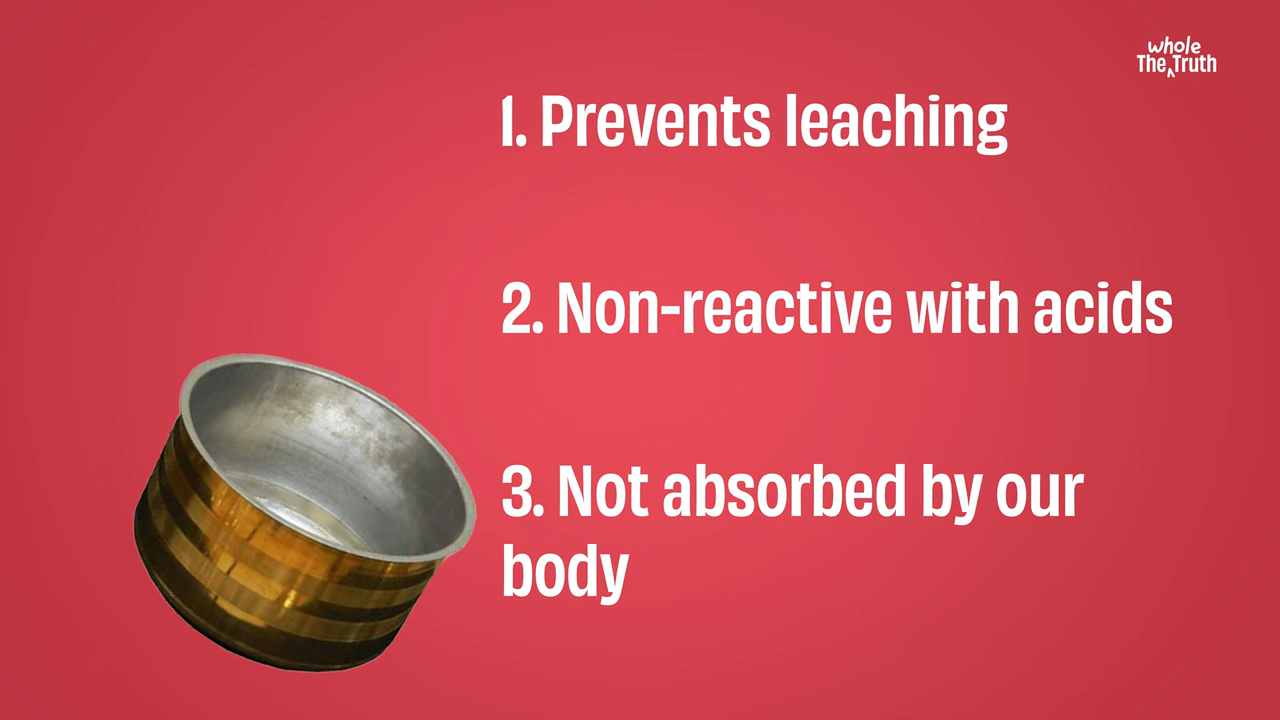 whole
The Truth
1. Prevents leaching
2. Non-reactive with acids
3. Not absorbed by our
body